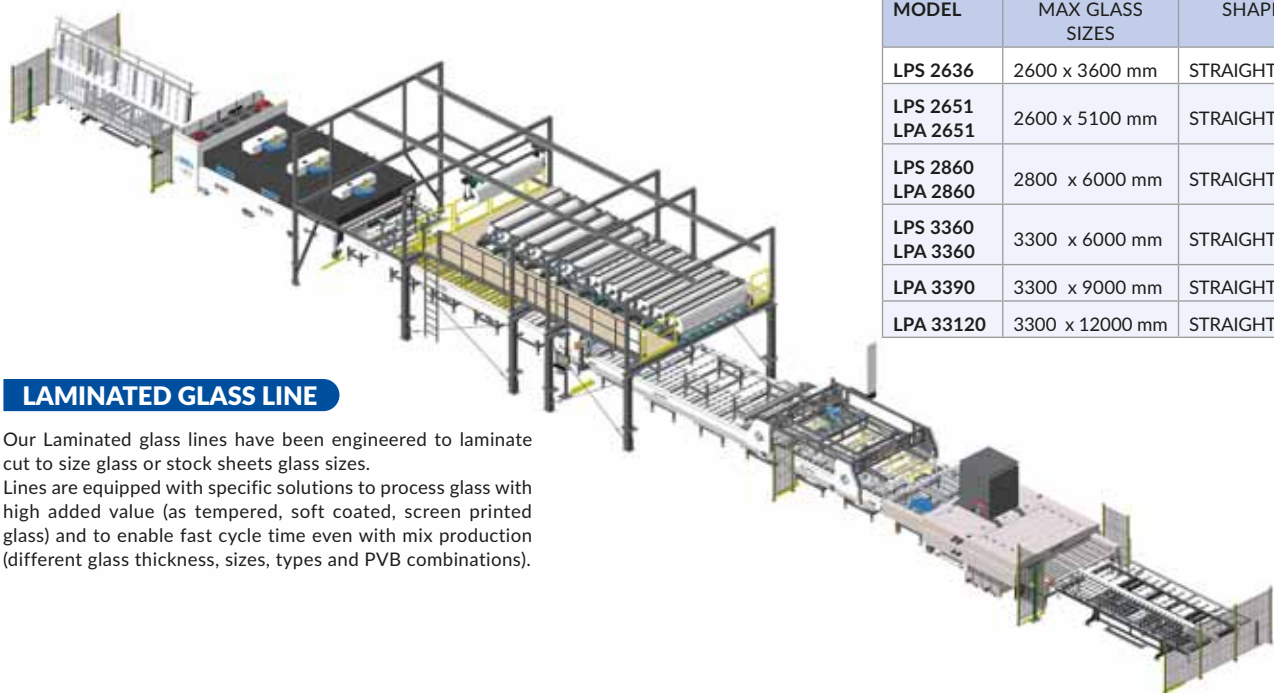 MODEL MAX GLASS SIZES
LPS 2636 2600 x 3600 mm STRAIGHT
LPS 2651
LPA 2651 2600 x 5100 mm STRAIGHT
LPS 2860
LPA 2860 2800 x 6000 mm STRAIGHT
LPS 3360
LPA 3360 3300 x 6000 mm STRAIGHT
LPA 3390 3300 x 9000 mm STRAIGHT
LPA 33120 3300 x 12000 mm STRAIGHT
LAMINATED GLASS LINE
Our Laminated glass lines have been engineered to laminate
cut to size glass or stock sheets glass sizes.
Lines are equipped with specific solutions to process glass with
high added value (as tempered, soft coated, screen printed
glass) and to enable fast cycle time even with mix production
(different glass thickness, sizes, types and PVB combinations).